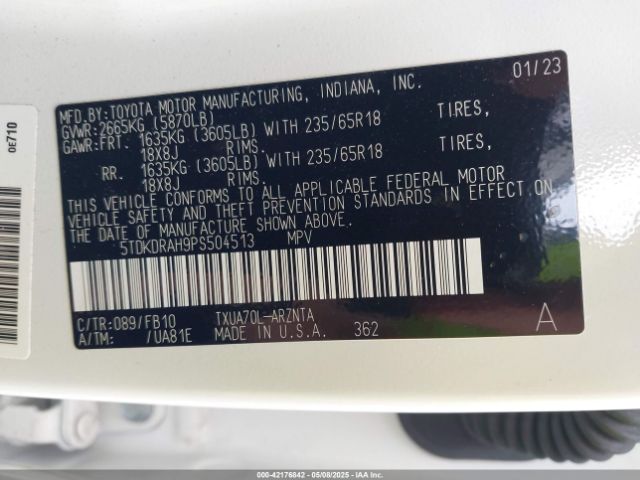 01/23
MFD.BY:TOYOTA MOTOR MANUFACTURING, INDIANA, INC.
GVWR:2665KG (5870LB)
GAWR:FRT. 1635KG (3605LB) WITH 235/65R18 TIRES,
18X8J RIMS.
RR. 1635KG (3605LB) WITH 235/65R18 TIRES,
18X8J RIMS.
THIS VEHICLE CONFORMS TO ALL APPLICABLE FEDERAL MOTOR
VEHICLE SAFETY AND THEFT PREVENTION STANDARDS IN EFFECT ON
THE DATE OF MANUFACTURE SHOWN ABOVE.
5TDKDRAH9PS504513 MPV
C/TR:089/FB10 TXUA70L-ARZNTA
A/TM: /UA81E MADE IN U.S.A. 362
A
0E710
000-42176842 - 05/08/2025 - IAAI.COM